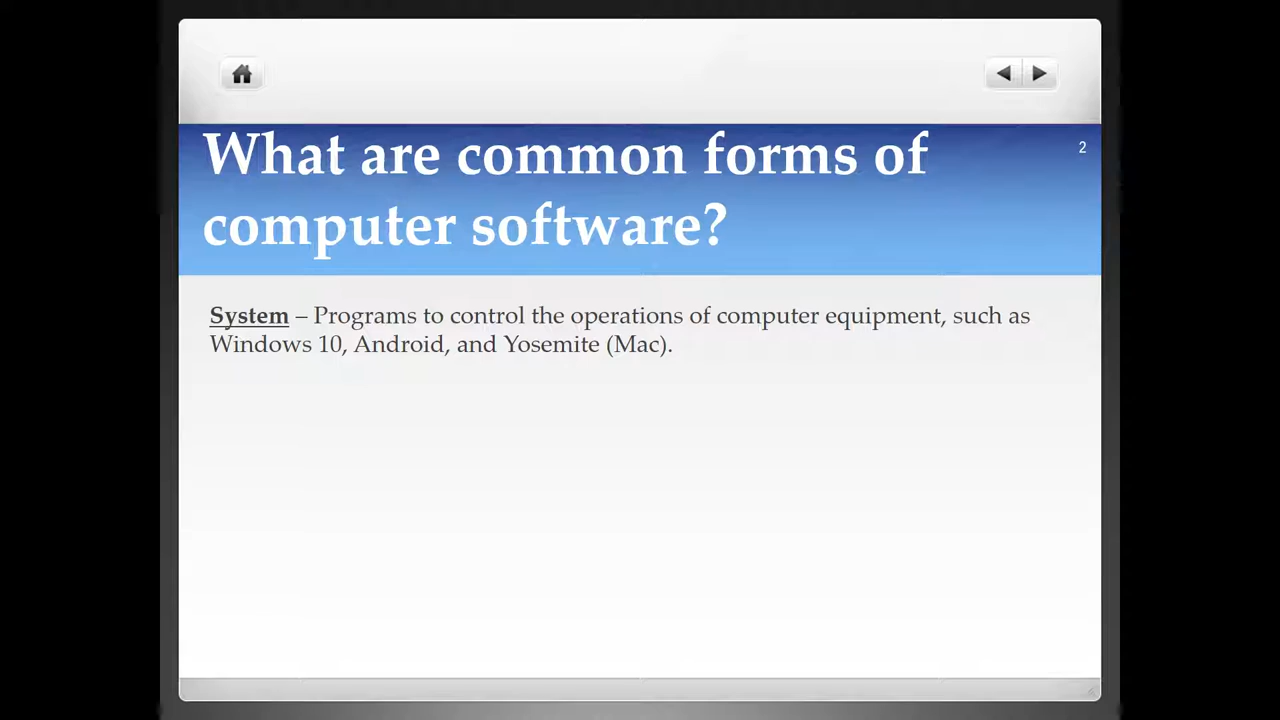 What are common forms of
computer software?
2
System – Programs to control the operations of computer equipment, such as
Windows 10, Android, and Yosemite (Mac).